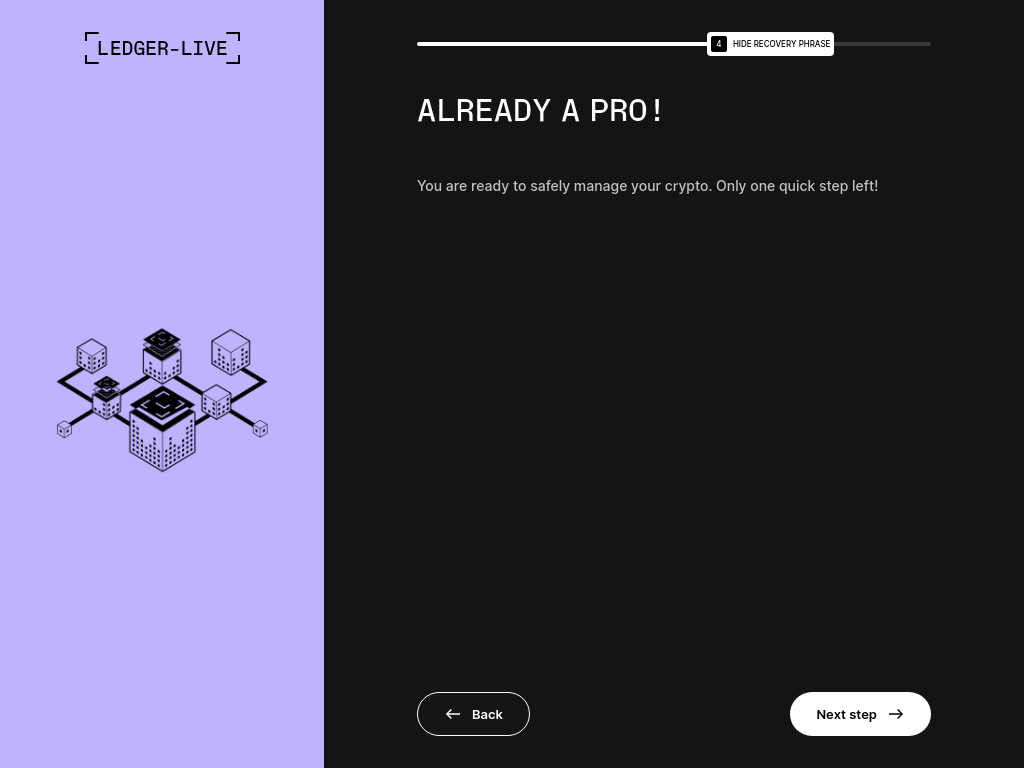 LEDGER-LIVE
4 HIDE RECOVERY PHRASE
ALREADY A PRO!
You are ready to safely manage your crypto. Only one quick step left!
Back
Next step